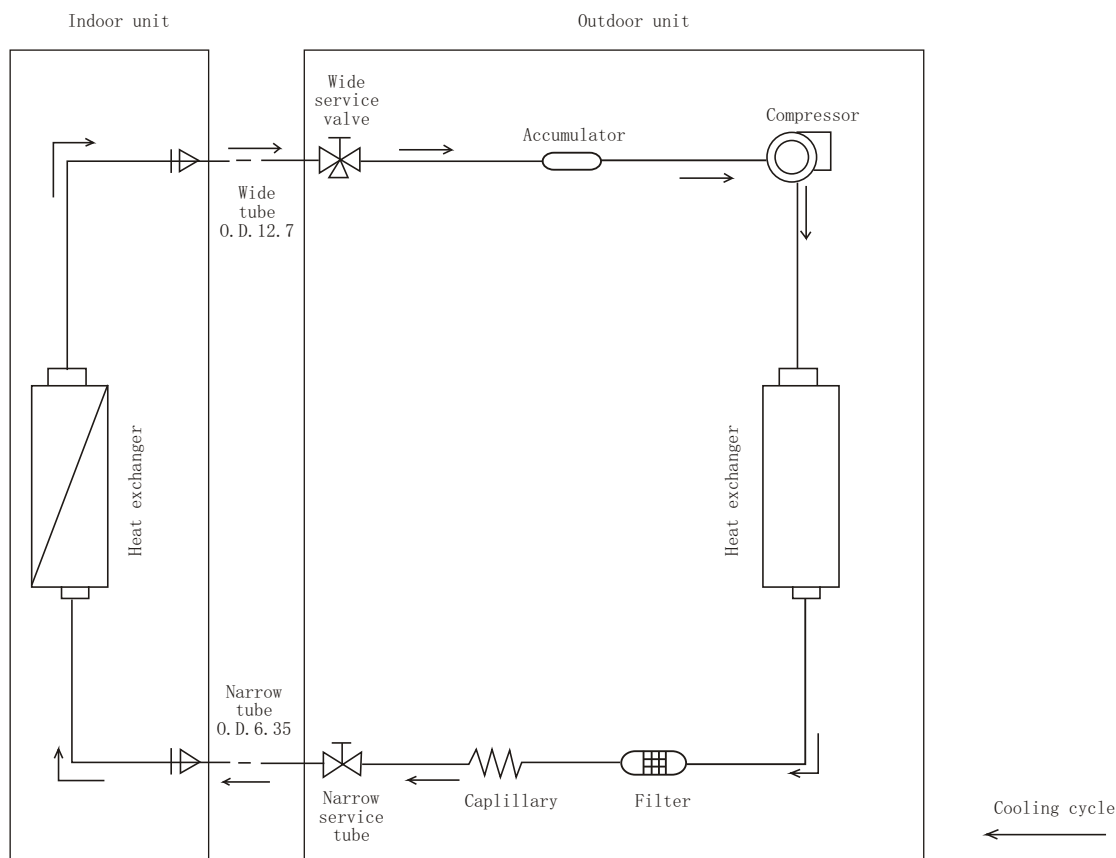 Indoor unit
Outdoor unit
Wide
service
valve
Accumulator
Compressor
Wide
tube
O.D.12.7
Heat exchanger
Heat exchanger
Narrow
tube
O.D.6.35
Narrow
service
tube
Caplillary
Filter
Cooling cycle